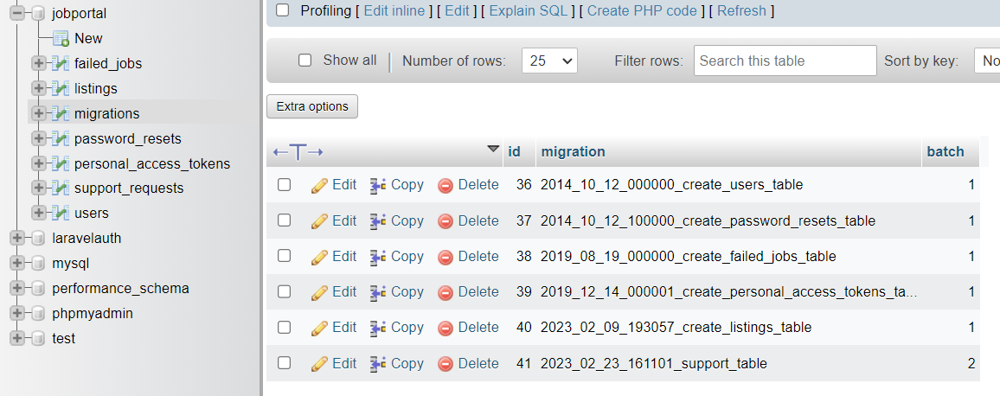 jobportal
New
failed_jobs
listings
migrations
password_resets
personal_access_tokens
support_requests
users
laravelauth
mysql
performance_schema
phpmyadmin
test
Profiling [ Edit inline ] [ Edit ] [ Explain SQL ] [ Create PHP code ] [ Refresh ]
Show all Number of rows: 25 Filter rows: Search this table Sort by key: No
Extra options
id migration batch
Edit Copy Delete 36 2014_10_12_000000_create_users_table 1
Edit Copy Delete 37 2014_10_12_100000_create_password_resets_table 1
Edit Copy Delete 38 2019_08_19_000000_create_failed_jobs_table 1
Edit Copy Delete 39 2019_12_14_000001_create_personal_access_tokens_ta... 1
Edit Copy Delete 40 2023_02_09_193057_create_listings_table 1
Edit Copy Delete 41 2023_02_23_161101_support_table 2